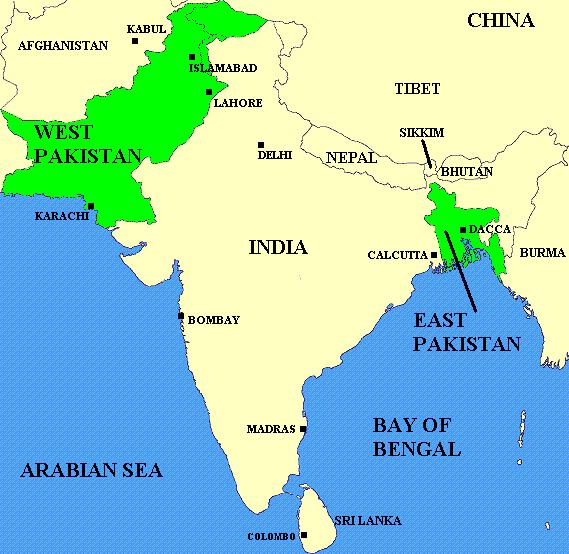 CHINA
KABUL
AFGHANISTAN
ISLAMABAD
TIBET
LAHORE
WEST
PAKISTAN
SIKKIM
DELHI
NEPAL
BHUTAN
KARACHI
DACCA
INDIA
CALCUTTA
BURMA
BOMBAY
EAST
PAKISTAN
MADRAS
BAY OF
BENGAL
ARABIAN SEA
SRI LANKA
COLOMBO